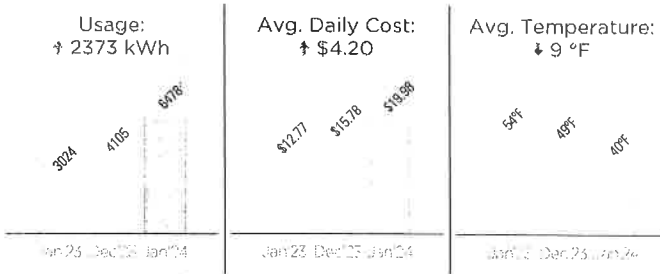 Usage:
↑ 2373 kWh
3024 4105 6478
Jan'23 Dec'23 Jan'24
Avg. Daily Cost:
↑ $4.20
$12.77 $15.78 $19.98
Jan'23 Dec'23 Jan'24
Avg. Temperature:
↓ 9 °F
54°F 49°F 40°F
Jan'23 Dec'23 Jan'24